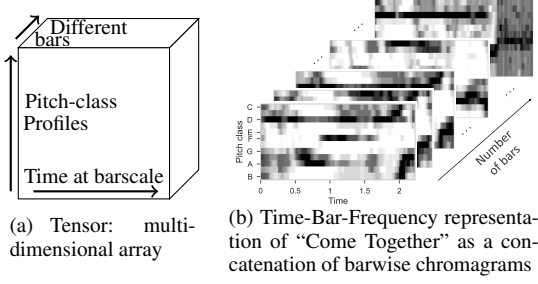 Different
bars
Pitch-class
Profiles
Time at barscale
(a) Tensor: multi-
dimensional array
...
...
...
C
D
E
F
G
A
B
Pitch class
0 0.5 1 1.5 2
Time
Number
of bars
(b) Time-Bar-Frequency representa-
tion of “Come Together” as a con-
catenation of barwise chromagrams